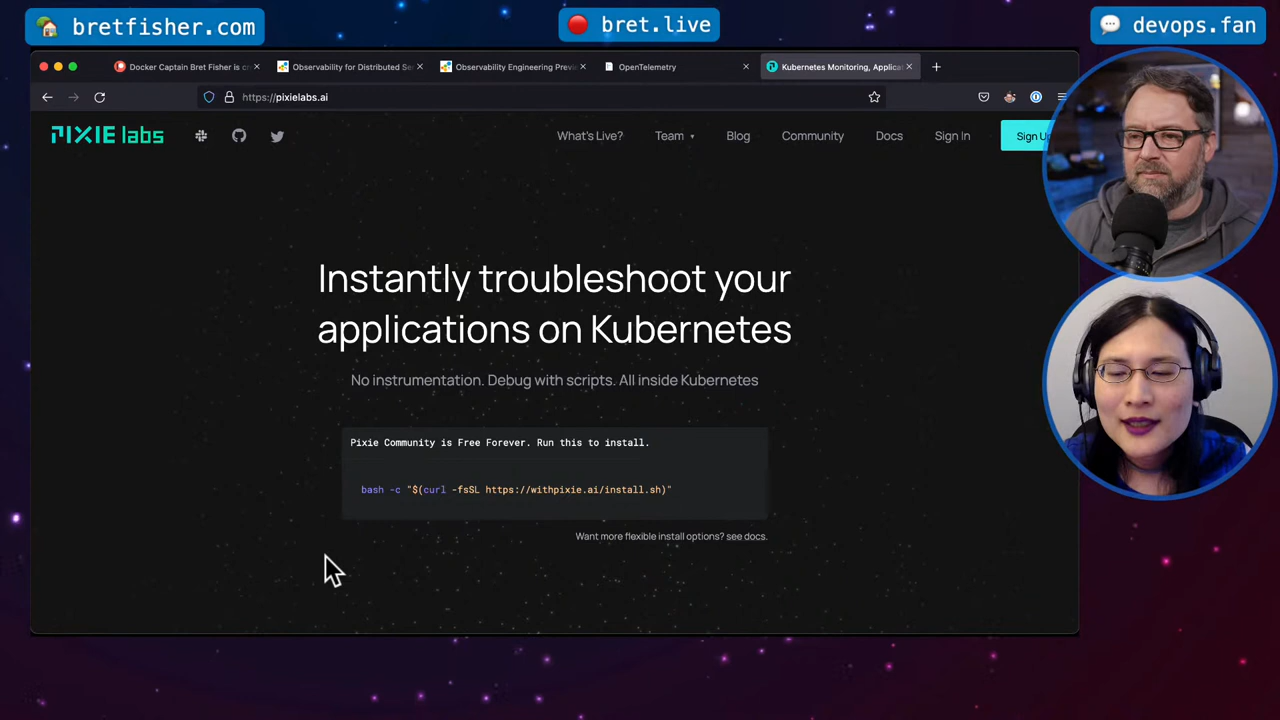 bretfisher.com
bret.live
devops.fan
Docker Captain Bret Fisher is cr
Observability for Distributed Se
Observability Engineering Previe
OpenTelemetry
Kubernetes Monitoring, Applicat
https://pixielabs.ai
PIXIE labs
What's Live?
Team
Blog
Community
Docs
Sign In
Sign U
Instantly troubleshoot your
applications on Kubernetes
No instrumentation. Debug with scripts. All inside Kubernetes
Pixie Community is Free Forever. Run this to install.
bash -c "$(curl -fsSL https://withpixie.ai/install.sh)"
Want more flexible install options? see docs.